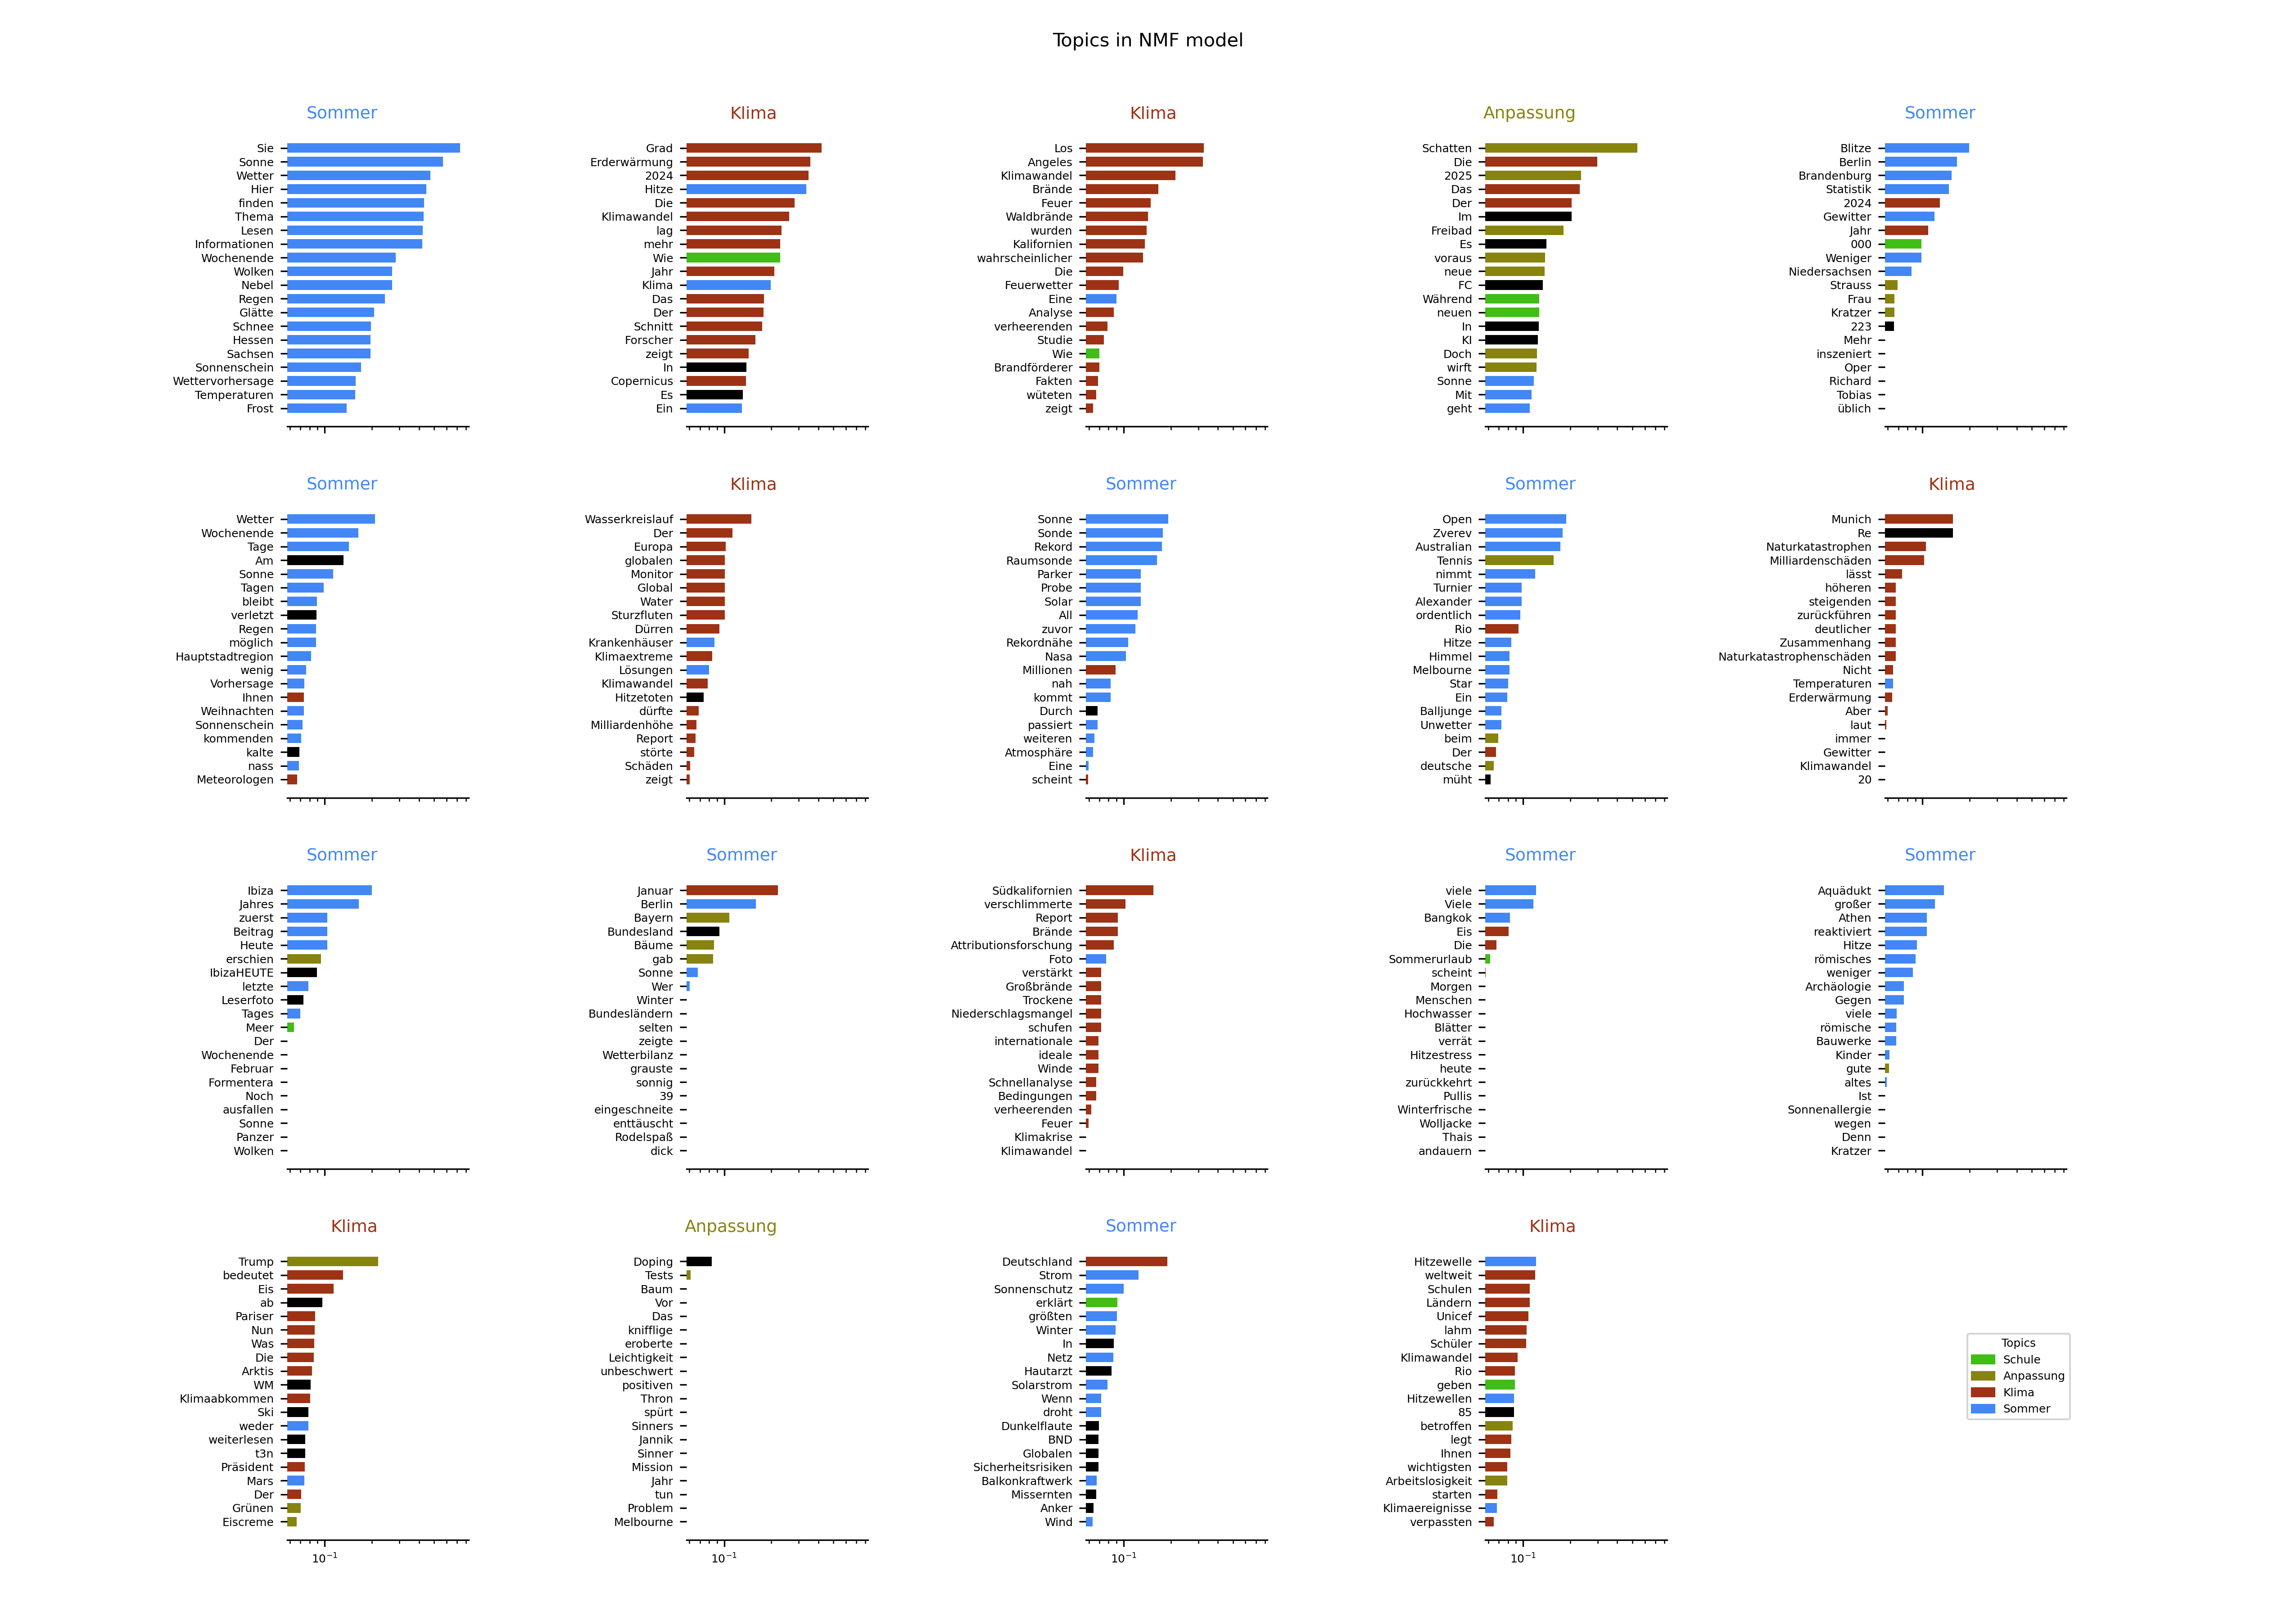 Topics in NMF model
Sommer
Sie
Sonne
Wetter
Hier
finden
Thema
Lesen
Informationen
Wochenende
Wolken
Nebel
Regen
Glätte
Schnee
Hessen
Sachsen
Sonnenschein
Wettervorhersage
Temperaturen
Frost
Klima
Grad
Erderwärmung
2024
Hitze
Die
Klimawandel
lag
mehr
Wie
Jahr
Klima
Das
Der
Schnitt
Forscher
zeigt
In
Copernicus
Es
Ein
Klima
Los
Angeles
Klimawandel
Brände
Feuer
Waldbrände
wurden
Kalifornien
wahrscheinlicher
Die
Feuerwetter
Eine
Analyse
verheerenden
Studie
Wie
Brandförderer
Fakten
wüteten
zeigt
Anpassung
Schatten
Die
2025
Das
Der
Im
Freibad
Es
voraus
neue
FC
Während
neuen
In
KI
Doch
wirft
Sonne
Mit
geht
Sommer
Blitze
Berlin
Brandenburg
Statistik
2024
Gewitter
Jahr
000
Weniger
Niedersachsen
Strauss
Frau
Kratzer
223
Mehr
inszeniert
Oper
Richard
Tobias
üblich
Sommer
Wetter
Wochenende
Tage
Am
Sonne
Tagen
bleibt
verletzt
Regen
möglich
Hauptstadtregion
wenig
Vorhersage
Ihnen
Weihnachten
Sonnenschein
kommenden
kalte
nass
Meteorologen
Klima
Wasserkreislauf
Der
Europa
globalen
Monitor
Global
Water
Sturzfluten
Dürren
Krankenhäuser
Klimaextreme
Lösungen
Klimawandel
Hitzetoten
dürfte
Milliardenhöhe
Report
störte
Schäden
zeigt
Sommer
Sonne
Sonde
Rekord
Raumsonde
Parker
Probe
Solar
All
zuvor
Rekordnähe
Nasa
Millionen
nah
kommt
Durch
passiert
weiteren
Atmosphäre
Eine
scheint
Sommer
Open
Zverev
Australian
Tennis
nimmt
Turnier
Alexander
ordentlich
Rio
Hitze
Himmel
Melbourne
Star
Ein
Balljunge
Unwetter
beim
Der
deutsche
müht
Klima
Munich
Re
Naturkatastrophen
Milliardenschäden
lässt
höheren
steigenden
zurückführen
deutlicher
Zusammenhang
Naturkatastrophenschäden
Nicht
Temperaturen
Erderwärmung
Aber
laut
immer
Gewitter
Klimawandel
20
Sommer
Ibiza
Jahres
zuerst
Beitrag
Heute
erschien
IbizaHEUTE
letzte
Leserfoto
Tages
Meer
Der
Wochenende
Februar
Formentera
Noch
ausfallen
Sonne
Panzer
Wolken
Sommer
Januar
Berlin
Bayern
Bundesland
Bäume
gab
Sonne
Wer
Winter
Bundesländern
selten
zeigte
Wetterbilanz
grauste
sonnig
39
eingeschneite
enttäuscht
Rodelspaß
dick
Klima
Südkalifornien
verschlimmerte
Report
Brände
Attributionsforschung
Foto
verstärkt
Großbrände
Trockene
Niederschlagsmangel
schufen
internationale
ideale
Winde
Schnellanalyse
Bedingungen
verheerenden
Feuer
Klimakrise
Klimawandel
Sommer
viele
Viele
Bangkok
Eis
Die
Sommerurlaub
scheint
Morgen
Menschen
Hochwasser
Blätter
verrät
Hitzestress
heute
zurückkehrt
Pullis
Winterfrische
Wolljacke
Thais
andauern
Sommer
Aquädukt
großer
Athen
reaktiviert
Hitze
römisches
weniger
Archäologie
Gegen
viele
römische
Bauwerke
Kinder
gute
altes
Ist
Sonnenallergie
wegen
Denn
Kratzer
Klima
Trump
bedeutet
Eis
ab
Pariser
Nun
Was
Die
Arktis
WM
Klimaabkommen
Ski
weder
weiterlesen
t3n
Präsident
Mars
Der
Grünen
Eiscreme
10⁻¹
Anpassung
Doping
Tests
Baum
Vor
Das
knifflige
eroberte
Leichtigkeit
unbeschwert
positiven
Thron
spürt
Sinners
Jannik
Sinner
Mission
Jahr
tun
Problem
Melbourne
10⁻¹
Sommer
Deutschland
Strom
Sonnenschutz
erklärt
größten
Winter
In
Netz
Hautarzt
Solarstrom
Wenn
droht
Dunkelflaute
BND
Globalen
Sicherheitsrisiken
Balkonkraftwerk
Missernten
Anker
Wind
10⁻¹
Klima
Hitzewelle
weltweit
Schulen
Ländern
Unicef
lahm
Schüler
Klimawandel
Rio
geben
Hitzewellen
85
betroffen
legt
Ihnen
wichtigsten
Arbeitslosigkeit
starten
Klimaereignisse
verpassten
10⁻¹
Topics
Schule
Anpassung
Klima
Sommer